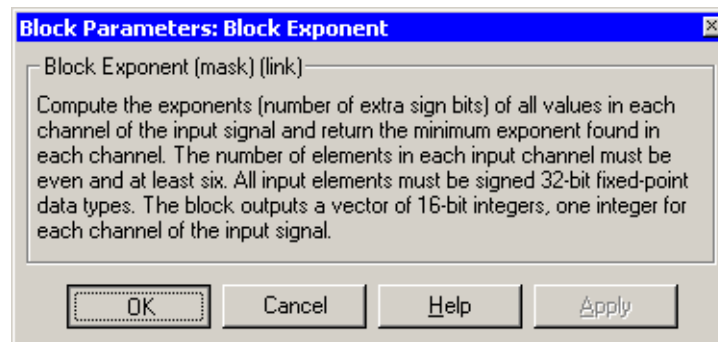 Block Parameters: Block Exponent
Block Exponent (mask) (link)
Compute the exponents (number of extra sign bits) of all values in each
channel of the input signal and return the minimum exponent found in
each channel. The number of elements in each input channel must be
even and at least six. All input elements must be signed 32-bit fixed-point
data types. The block outputs a vector of 16-bit integers, one integer for
each channel of the input signal.
OK Cancel Help Apply